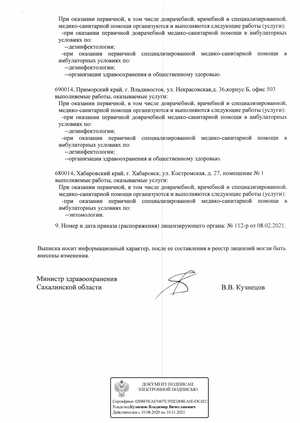 При оказании первичной, в том числе доврачебной, врачебной и специализированной,
медико-санитарной помощи организуются и выполняются следующие работы (услуги):
-при оказании первичной доврачебной медико-санитарной помощи в амбулаторных
условиях по:
–дезинфектологии;
-при оказании первичной специализированной медико-санитарной помощи в
амбулаторных условиях по:
–дезинфектологии;
–организации здравоохранения и общественному здоровью.
690014, Приморский край, г. Владивосток, ул. Некрасовская,д. 36,корпус Б, офис 303
выполняемые работы, оказываемые услуги:
При оказании первичной, в том числе доврачебной, врачебной и специализированной,
медико-санитарной помощи организуются и выполняются следующие работы (услуги):
-при оказании первичной доврачебной медико-санитарной помощи в амбулаторных
условиях по:
–дезинфектологии;
-при оказании первичной специализированной медико-санитарной помощи в
амбулаторных условиях по:
–дезинфектологии;
–организации здравоохранения и общественному здоровью.
680014, Хабаровский край, г. Хабаровск, ул. Костромская, д. 27, помещение № 1
выполняемые работы, оказываемые услуги:
При оказании первичной, в том числе доврачебной, врачебной и специализированной,
медико-санитарной помощи организуются и выполняются следующие работы (услуги):
-при оказании первичной специализированной медико-санитарной помощи в
амбулаторных условиях по:
–энтомологии.
9. Номер и дата приказа (распоряжения) лицензирующего органа: № 112-р от 08.02.2021.
Выписка носит информационный характер, после ее составления в реестр лицензий могли быть
внесены изменения.
Министр здравоохранения
Сахалинской области
В.В. Кузнецов
ДОКУМЕНТ ПОДПИСАН
ЭЛЕКТРОННОЙ ПОДПИСЬЮ
Сертификат
Владелец Кузнецов Владимир Вячеславович
Действителен с